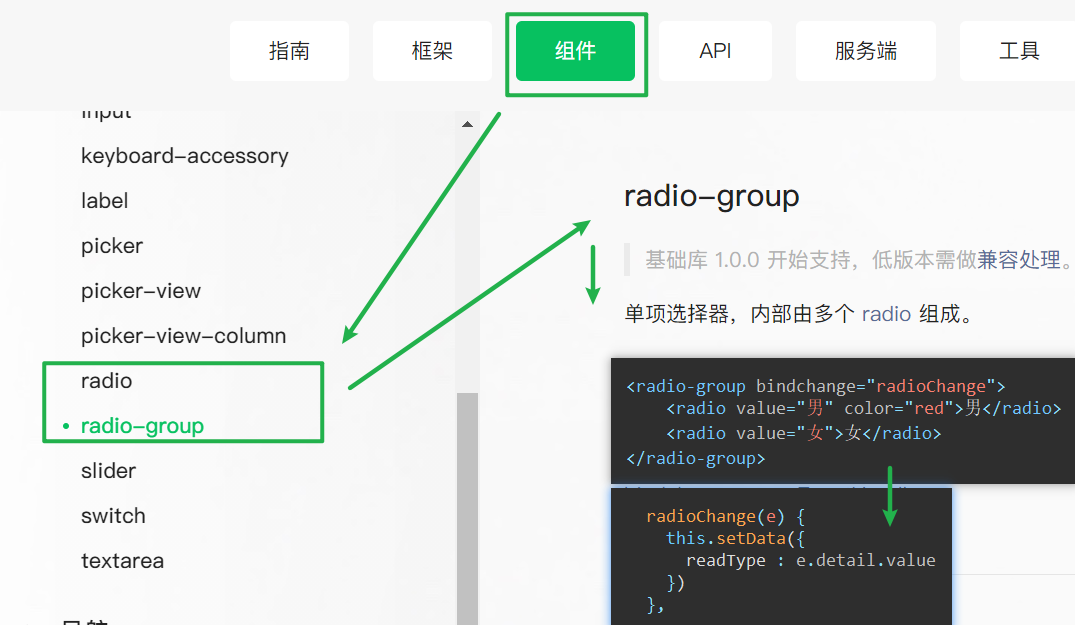 指南 框架 组件 API 服务端 工具
input
keyboard-accessory
label
picker
picker-view
picker-view-column
radio
radio-group
slider
switch
textarea
导航
radio-group
基础库 1.0.0 开始支持，低版本需做兼容处理。
单项选择器，内部由多个 radio 组成。
<radio-group bindchange="radioChange">
<radio value="男" color="red">男</radio>
<radio value="女">女</radio>
</radio-group>
radioChange(e) {
this.setData({
readType : e.detail.value
})
},